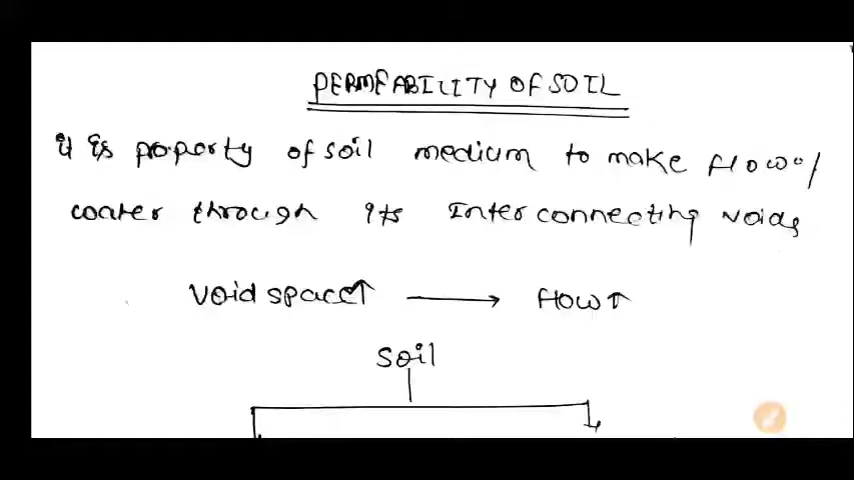 PERMEABILITY OF SOIL
it is property of soil medium to make flow of
water through its Interconnecting voids
Void space↑ → flow↑
Soil